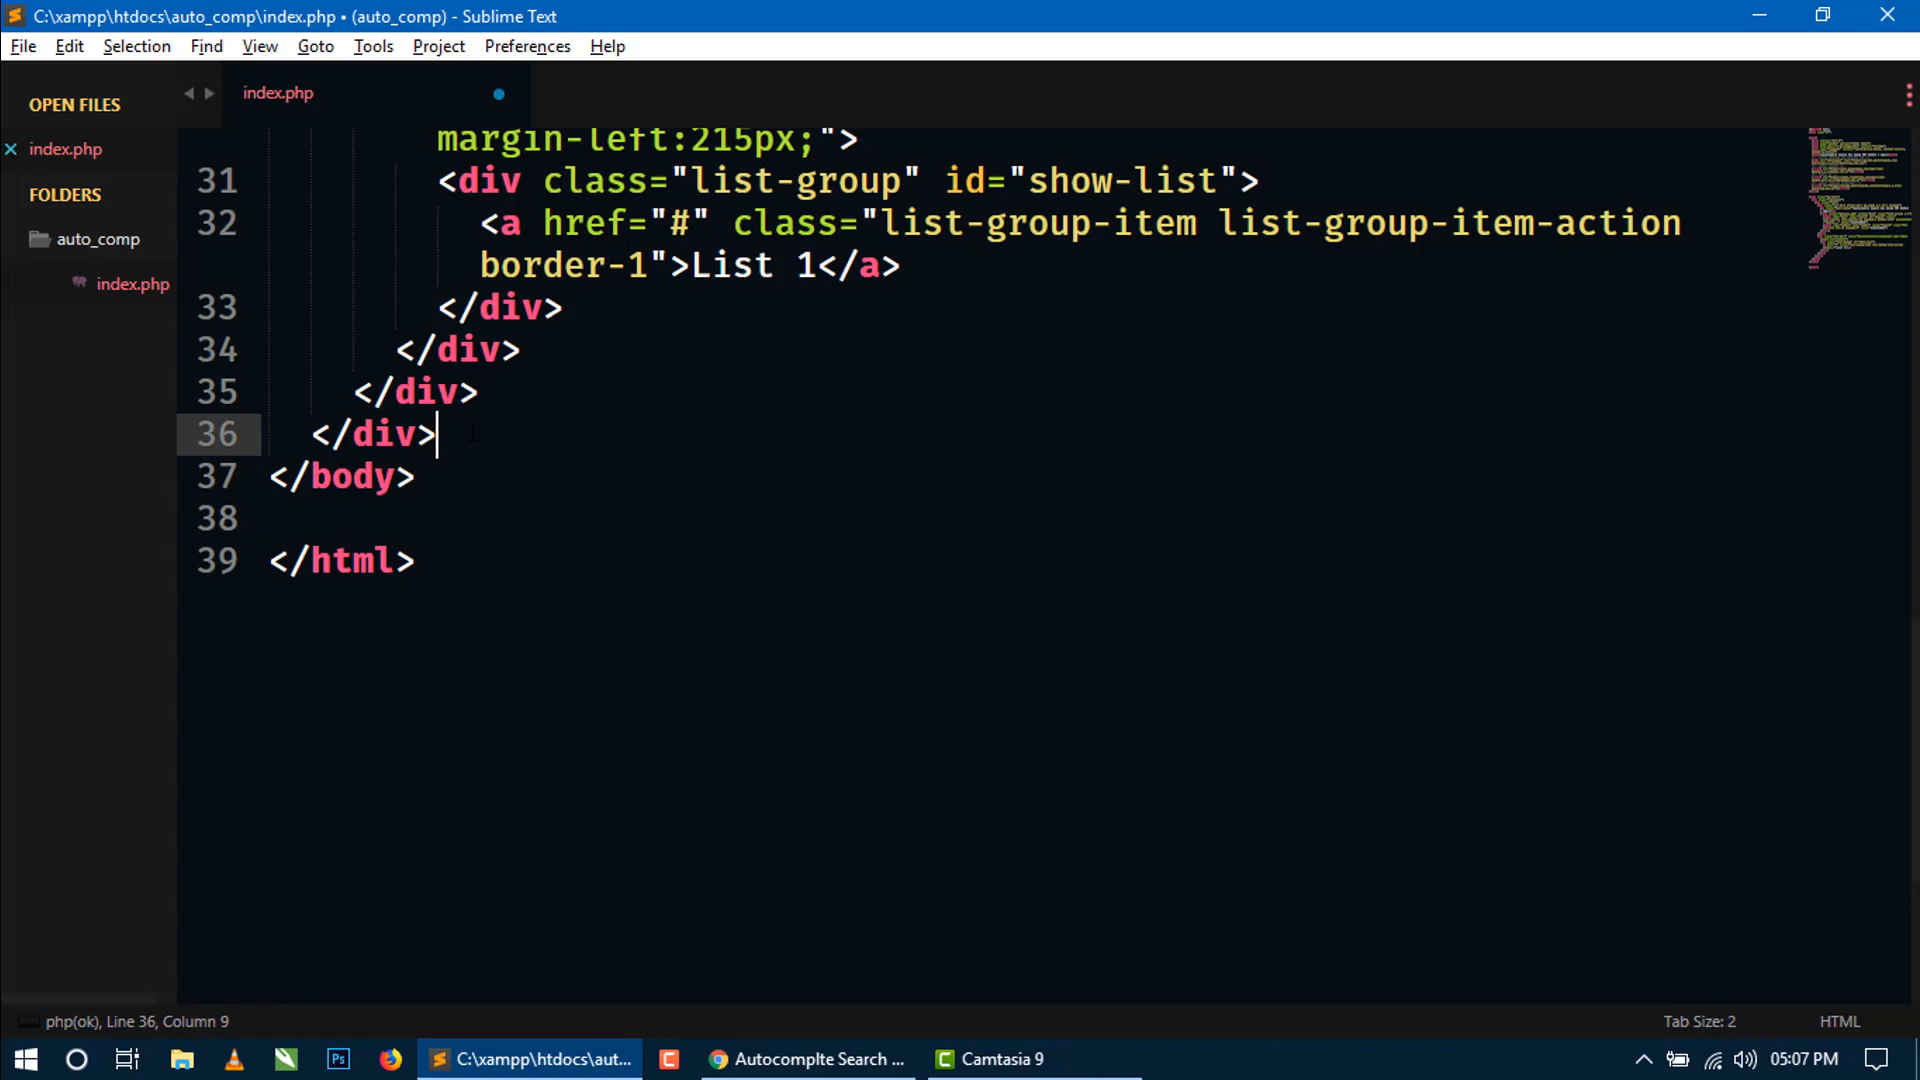 C:\xampp\htdocs\auto_comp\index.php • (auto_comp) - Sublime Text
File Edit Selection Find View Goto Tools Project Preferences Help
OPEN FILES
index.php
FOLDERS
auto_comp
index.php
index.php
margin-left:215px;">
31 <div class="list-group" id="show-list">
32 <a href="#" class="list-group-item list-group-item-action
border-1">List 1</a>
33 </div>
34 </div>
35 </div>
36 </div>
37 </body>
38
39 </html>
php(ok), Line 36, Column 9
Tab Size: 2
HTML
Ps
C:\xampp\htdocs\aut...
Autocomplte Search ...
Camtasia 9
05:07 PM